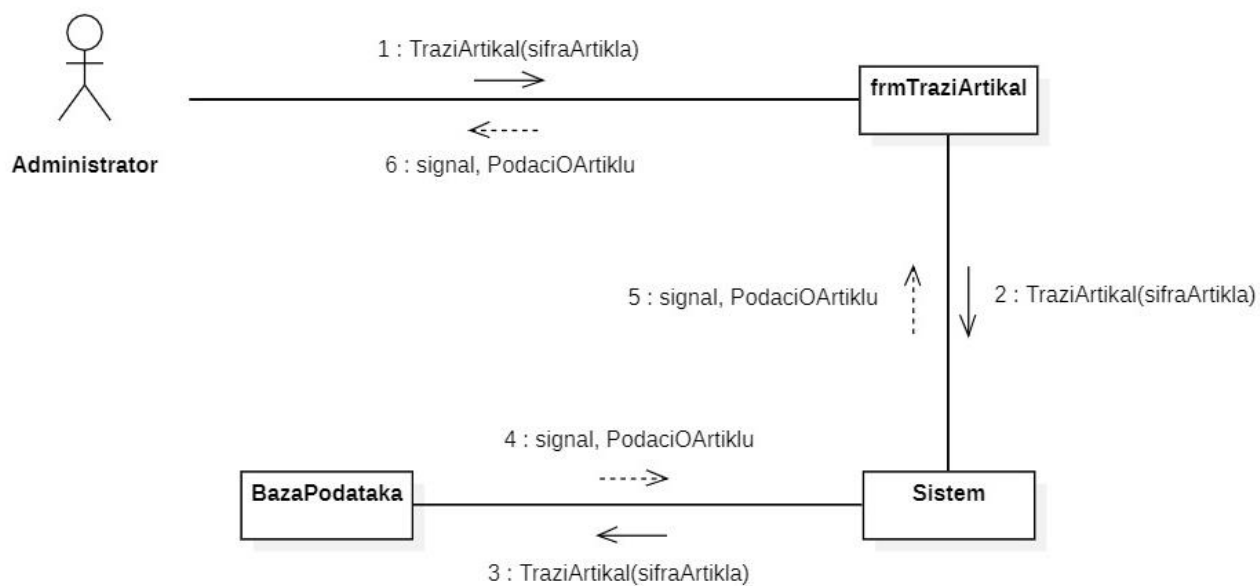 1 : TraziArtikal(sifraArtikla)
frmTraziArtikal
Administrator
6 : signal, PodaciOArtiklu
5 : signal, PodaciOArtiklu
2 : TraziArtikal(sifraArtikla)
4 : signal, PodaciOArtiklu
BazaPodataka
Sistem
3 : TraziArtikal(sifraArtikla)